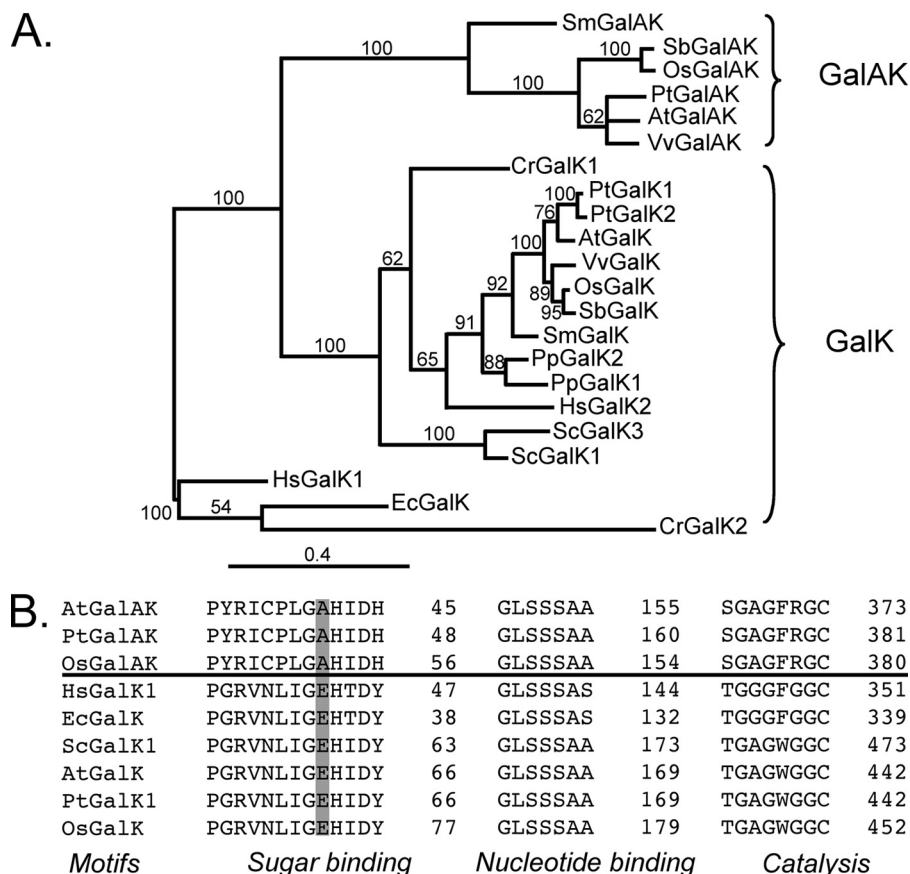 A.
SmGalAK
100
100
SbGalAK
OsGalAK
100
PtGalAK
62
AtGalAK
VvGalAK
GalAK
CrGalK1
100
PtGalK1
100
PtGalK2
76
AtGalK
100
62
VvGalK
92
OsGalK
89
SbGalK
95
91
SmGalK
100
65
PpGalK2
88
PpGalK1
HsGalK2
ScGalK3
100
ScGalK1
GalK
HsGalK1
54
EcGalK
100
CrGalK2
0.4
B.
AtGalAK PYRICPLGAHIDH 45 GLSSSAA 155 SGAGFRGC 373
PtGalAK PYRICPLGAHIDH 48 GLSSSAA 160 SGAGFRGC 381
OsGalAK PYRICPLGAHIDH 56 GLSSSAA 154 SGAGFRGC 380
HsGalK1 PGRVNLIGEHTDY 47 GLSSSAS 144 TGGGFGGC 351
EcGalK PGRVNLIGEHTDY 38 GLSSSAS 132 TGGGFGGC 339
ScGalK1 PGRVNLIGEHIDY 63 GLSSSAA 173 TGAGWGGC 473
AtGalK PGRVNLIGEHIDY 66 GLSSSAA 169 TGAGWGGC 442
PtGalK1 PGRVNLIGEHIDY 66 GLSSSAA 169 TGAGWGGC 442
OsGalK PGRVNLIGEHIDY 77 GLSSSAA 179 TGAGWGGC 452
Motifs Sugar binding Nucleotide binding Catalysis